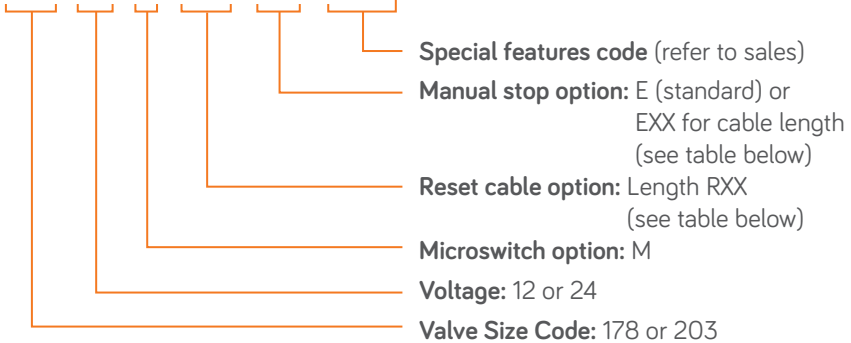 Special features code (refer to sales)
Manual stop option: E (standard) or
EXX for cable length
(see table below)
Reset cable option: Length RXX
(see table below)
Microswitch option: M
Voltage: 12 or 24
Valve Size Code: 178 or 203